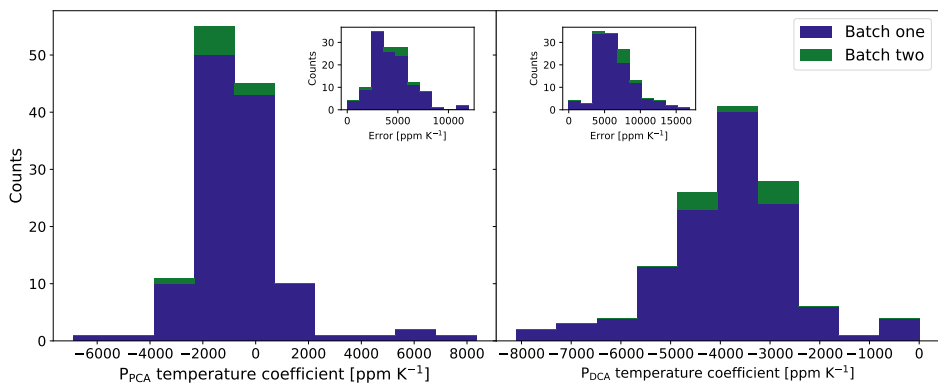 50
40
30
20
10
0
Counts
−6000 −4000 −2000 0 2000 4000 6000 8000
P_PCA temperature coefficient [ppm K⁻¹]
30
20
10
0
Counts
0 5000 10000
Error [ppm K⁻¹]
30
20
10
0
Counts
0 5000 10000 15000
Error [ppm K⁻¹]
Batch one
Batch two
−8000 −7000 −6000 −5000 −4000 −3000 −2000 −1000 0
P_DCA temperature coefficient [ppm K⁻¹]